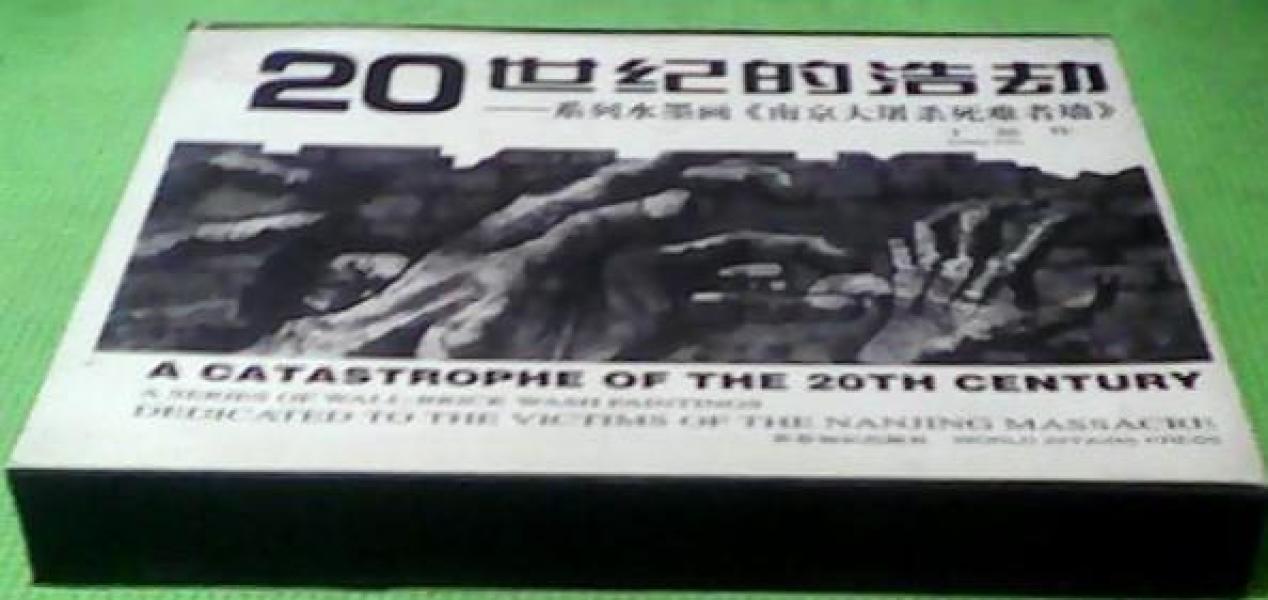 20世纪的浩劫
——系列水墨画《南京大屠杀死难者墙》
A CATASTROPHE OF THE 20TH CENTURY
A SERIES OF WALL-BRICK WASH PAINTINGS
DEDICATED TO THE VICTIMS OF THE NANJING MASSACRE
WORLD AFFAIRS PRESS